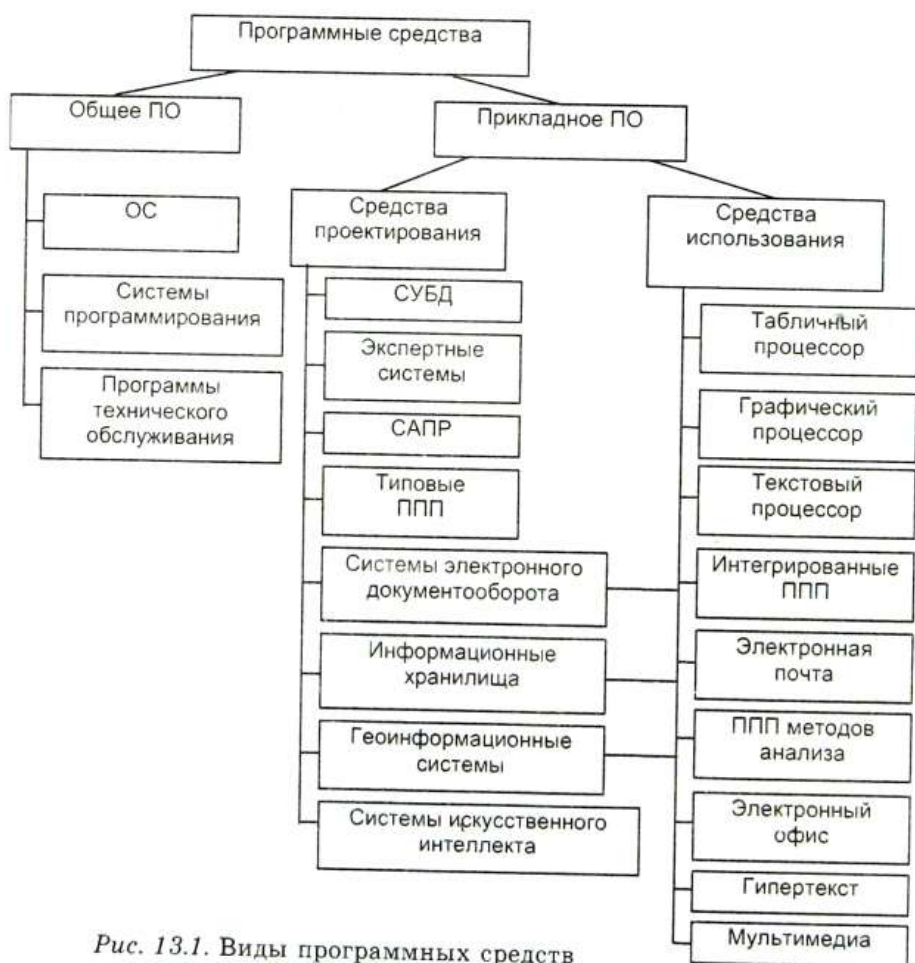 Программные средства
Общее ПО
Прикладное ПО
ОС
Системы
программирования
Программы
технического
обслуживания
Средства
проектирования
СУБД
Экспертные
системы
САПР
Типовые
ППП
Системы электронного
документооборота
Информационные
хранилища
Геоинформационные
системы
Системы искусственного
интеллекта
Средства
использования
Табличный
процессор
Графический
процессор
Текстовый
процессор
Интегрированные
ППП
Электронная
почта
ППП методов
анализа
Электронный
офис
Гипертекст
Мультимедиа
Рис. 13.1. Виды программных средств